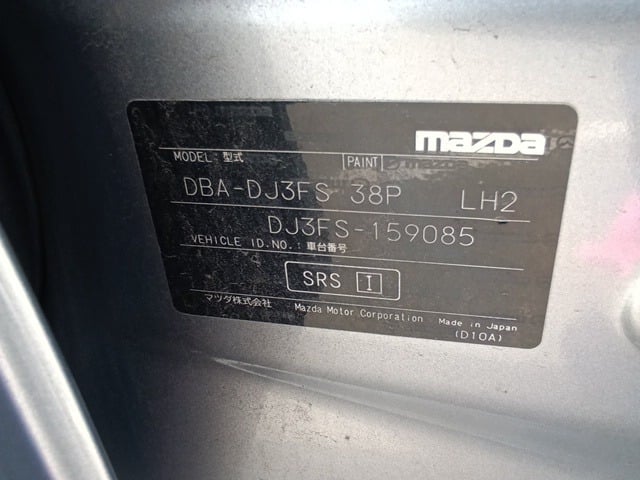 mazda
MODEL:型式 PAINT
DBA-DJ3FS 38P LH2
DJ3FS-159085
VEHICLE ID.NO.:車台番号
SRS I
マツダ株式会社 Mazda Motor Corporation Made in Japan
(D10A)